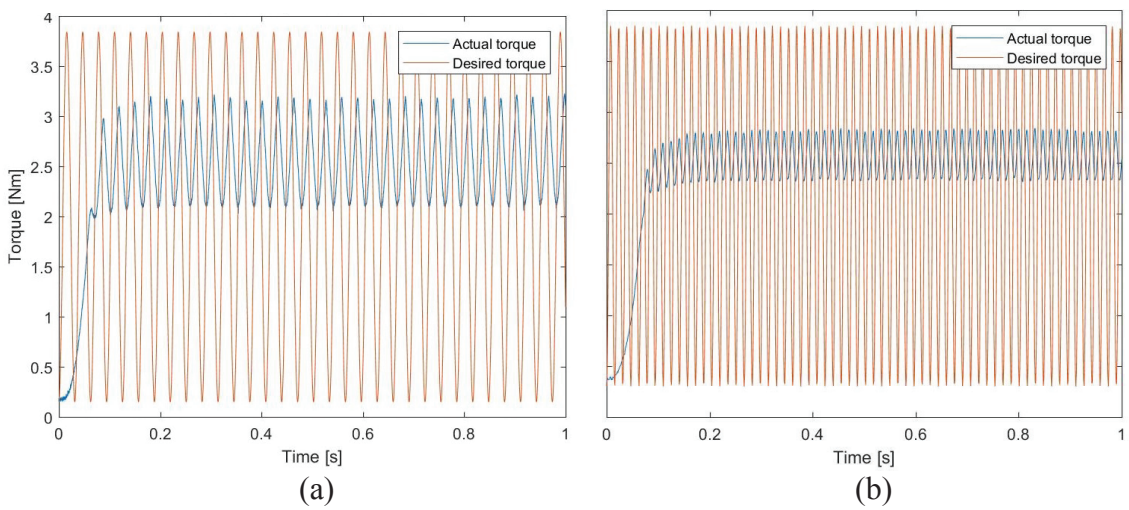 4
3.5
3
2.5
2
1.5
1
0.5
0
Torque [Nm]
Actual torque
Desired torque
0 0.2 0.4 0.6 0.8 1
Time [s]
(a)
Actual torque
Desired torque
0 0.2 0.4 0.6 0.8 1
Time [s]
(b)